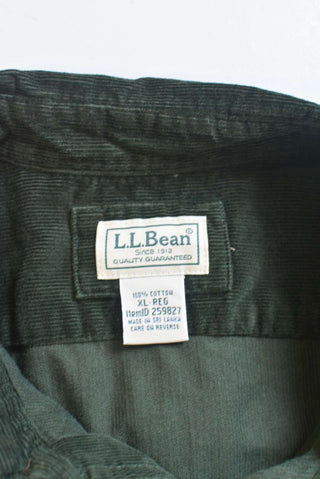 L.L.Bean®
Since 1912
QUALITY GUARANTEED
100% COTTON
XL-REG
ItemID 259827
MADE IN SRI LANKA
CARE ON REVERSE